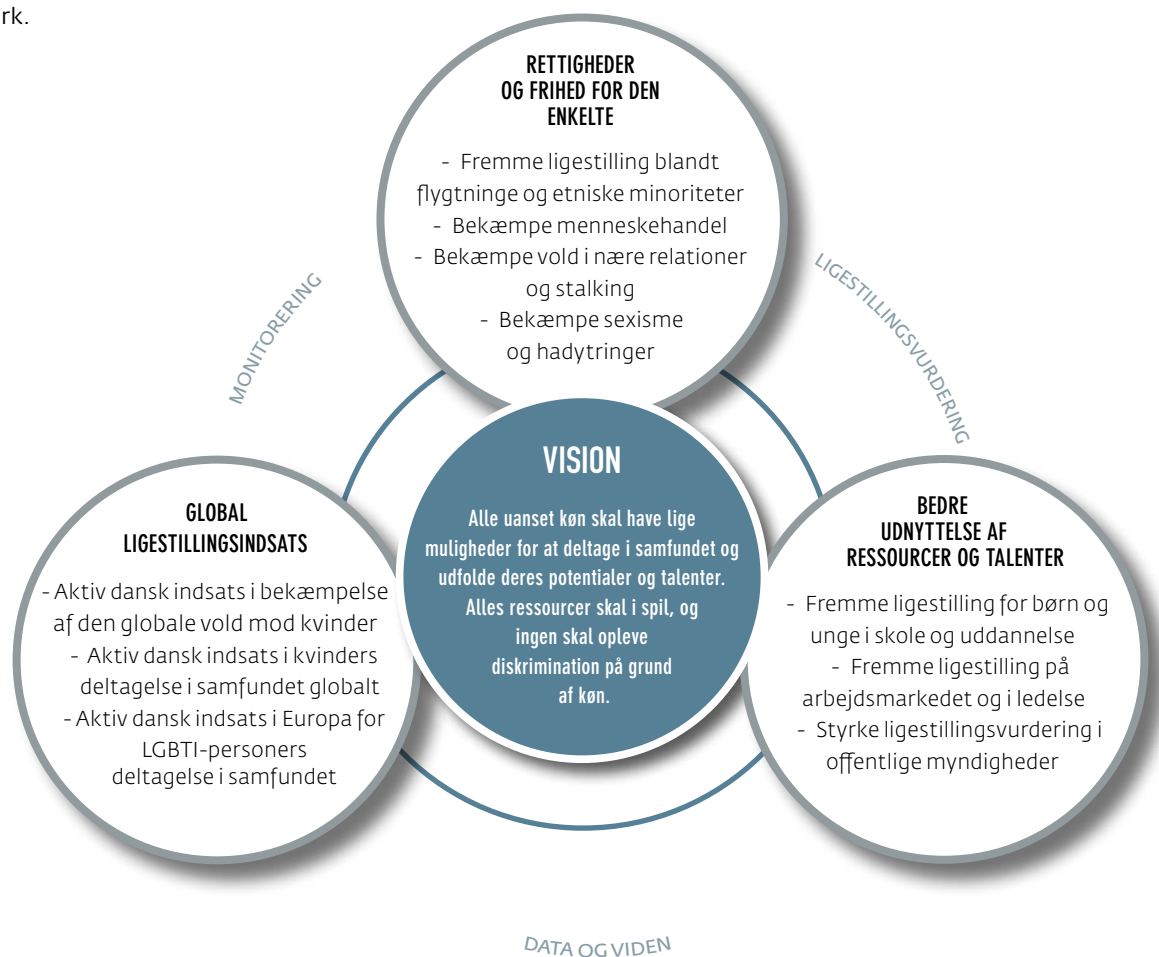 rk.
RETTIGHEDER
OG FRIHED FOR DEN
ENKELTE
- Fremme ligestilling blandt
flygtninge og etniske minoriteter
- Bekæmpe menneskehandel
- Bekæmpe vold i nære relationer
og stalking
- Bekæmpe sexisme
og hadytringer
MONITORERING
LIGESTILLINGSVURDERING
VISION
Alle uanset køn skal have lige
muligheder for at deltage i samfundet og
udfolde deres potentialer og talenter.
Alles ressourcer skal i spil, og
ingen skal opleve
diskrimination på grund
af køn.
GLOBAL
LIGESTILLINGSINDSATS
- Aktiv dansk indsats i bekæmpelse
af den globale vold mod kvinder
- Aktiv dansk indsats i kvinders
deltagelse i samfundet globalt
- Aktiv dansk indsats i Europa for
LGBTI-personers
deltagelse i samfundet
BEDRE
UDNYTTELSE AF
RESSOURCER OG TALENTER
- Fremme ligestilling for børn og
unge i skole og uddannelse
- Fremme ligestilling på
arbejdsmarkedet og i ledelse
- Styrke ligestillingsvurdering i
offentlige myndigheder
DATA OG VIDEN